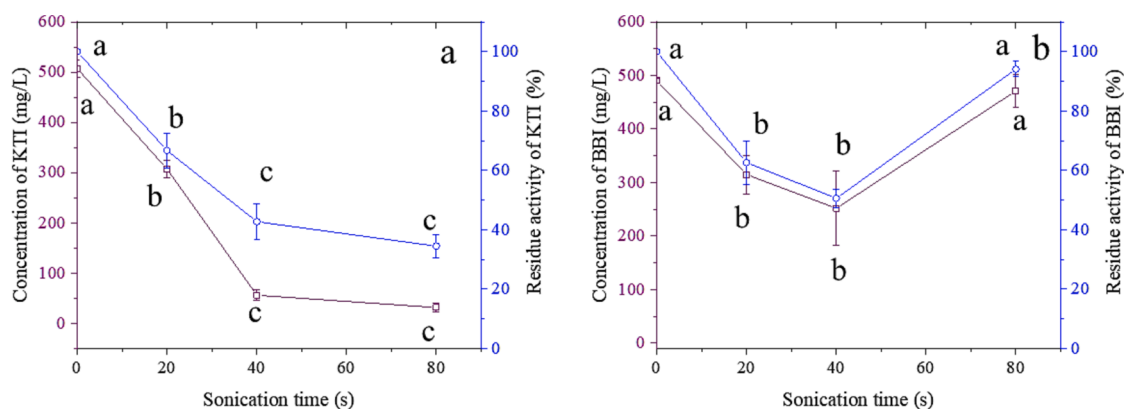 600
500
400
300
200
100
0
Concentration of KTI (mg/L)
a
a
b
b
c
c
c
c
a
100
80
60
40
20
0
Residue activity of KTI (%)
0 20 40 60 80
Sonication time (s)
600
500
400
300
200
100
0
Concentration of BBI (mg/L)
a
a
b
b
b
b
a
a
b
100
80
60
40
20
0
Residue activity of BBI (%)
0 20 40 60 80
Sonication time (s)